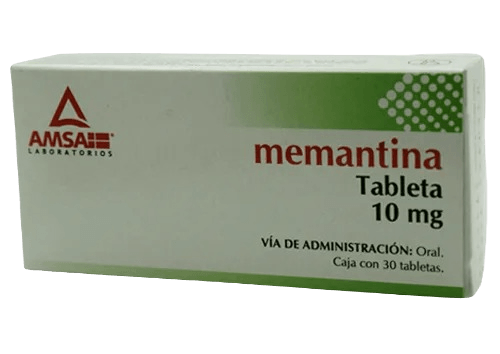 AMSA
LABORATORIOS
memantina
Tableta
10 mg
VÍA DE ADMINISTRACIÓN: Oral.
Caja con 30 tabletas.